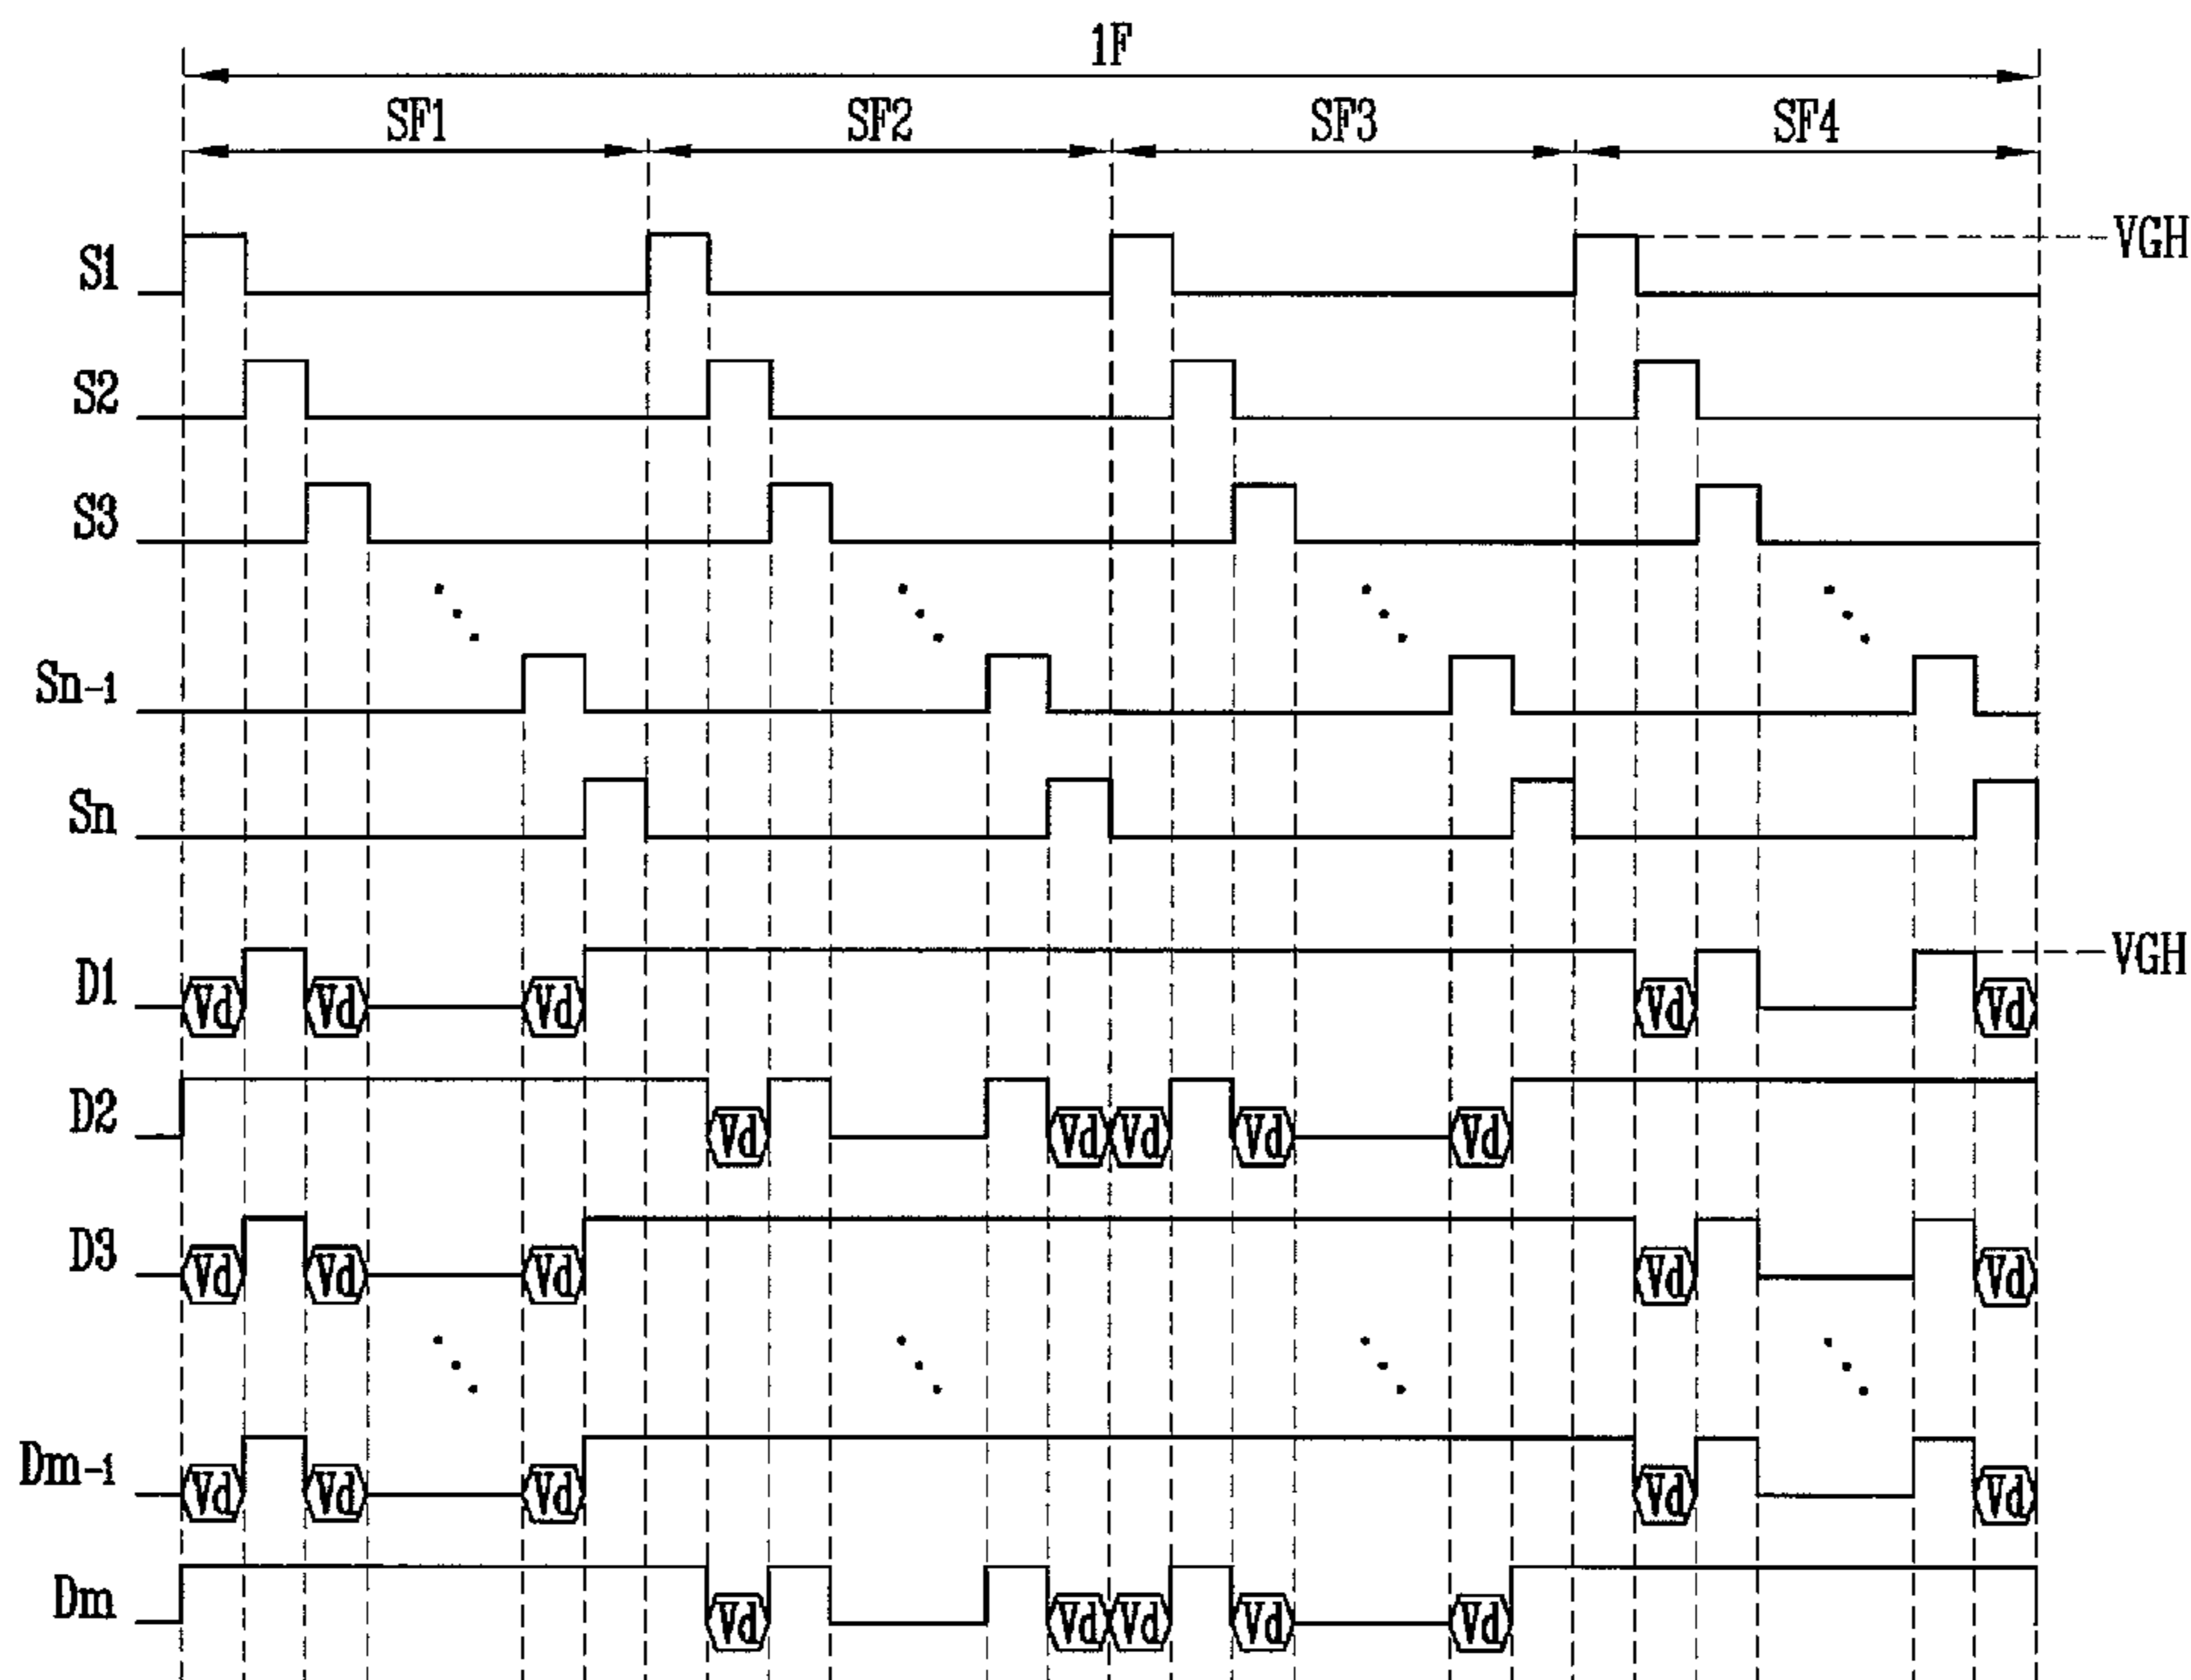 1F
SF1 SF2 SF3 SF4
S1 VGH
S2
S3
Sn-1
Sn
D1 Vd Vd Vd Vd Vd VGH
D2 Vd Vd Vd Vd Vd
D3 Vd Vd Vd Vd Vd
Dm-1 Vd Vd Vd Vd Vd
Dm Vd Vd Vd Vd Vd